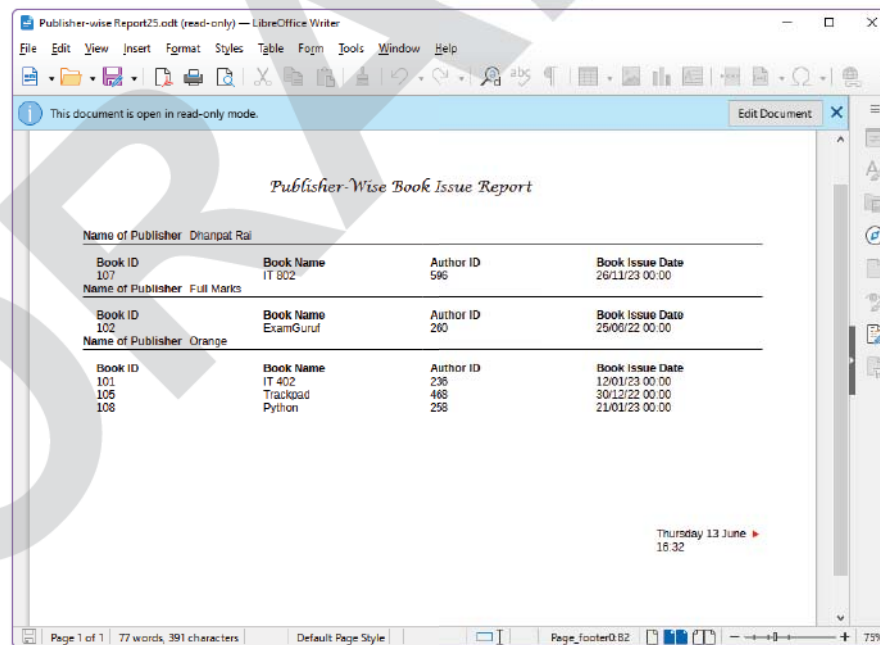 Publisher-wise Report25.odt (read-only) — LibreOffice Writer
File Edit View Insert Format Styles Table Form Tools Window Help
This document is open in read-only mode. Edit Document
Publisher-Wise Book Issue Report
Name of Publisher Dhanpat Rai
Book ID Book Name Author ID Book Issue Date
107 IT 802 596 26/11/23 00:00
Name of Publisher Full Marks
Book ID Book Name Author ID Book Issue Date
102 ExamGuruf 260 25/06/22 00:00
Name of Publisher Orange
Book ID Book Name Author ID Book Issue Date
101 IT 402 236 12/01/23 00:00
105 Trackpad 468 30/12/22 00:00
108 Python 258 21/01/23 00:00
Thursday 13 June
16:32
Page 1 of 1 77 words, 391 characters Default Page Style Page_footer0:B2 75%